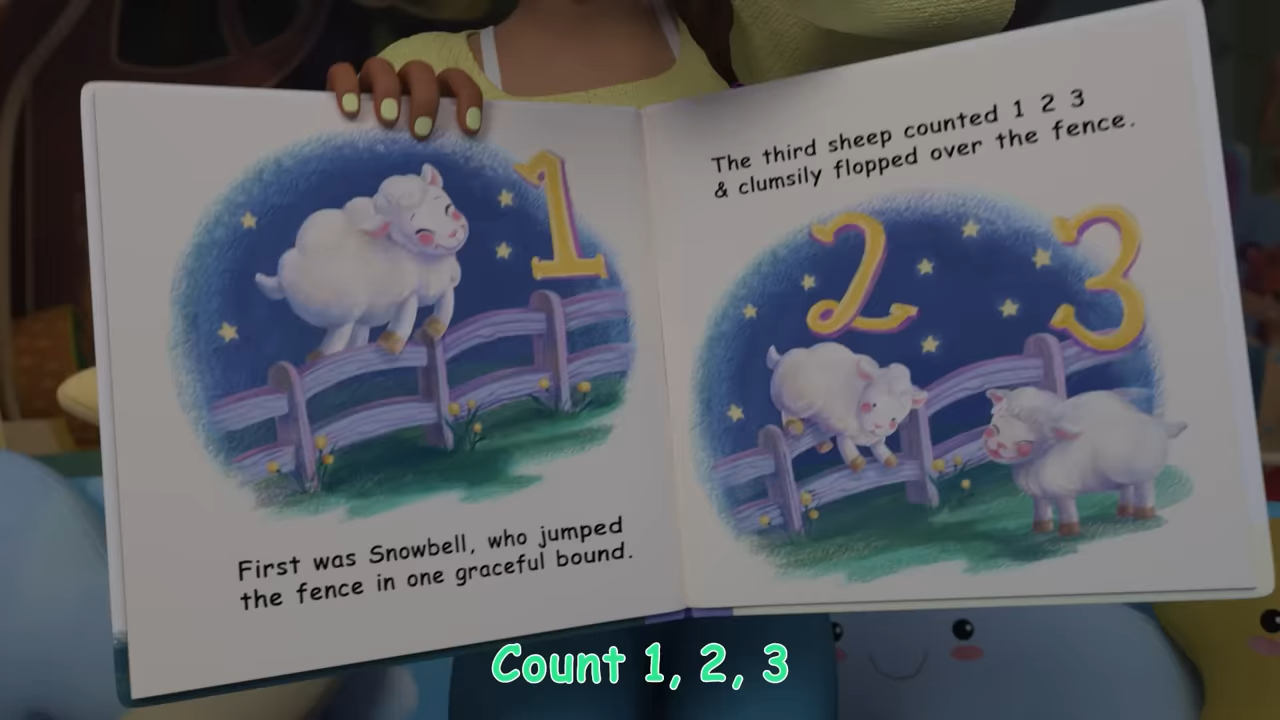 1
First was Snowbell, who jumped
the fence in one graceful bound.
The third sheep counted 1 2 3
& clumsily flopped over the fence.
2 3
Count 1, 2, 3